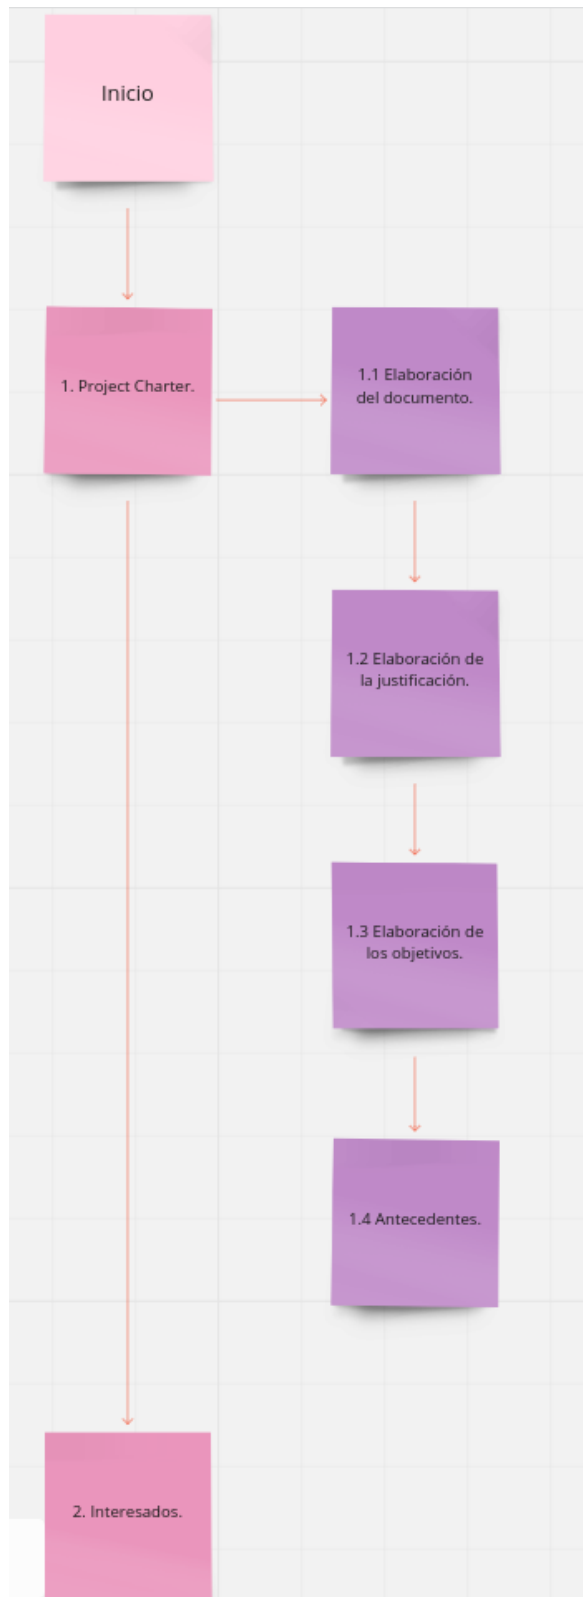 Inicio
1. Project Charter.
1.1 Elaboración
del documento.
1.2 Elaboración de
la justificación.
1.3 Elaboración de
los objetivos.
1.4 Antecedentes.
2. Interesados.